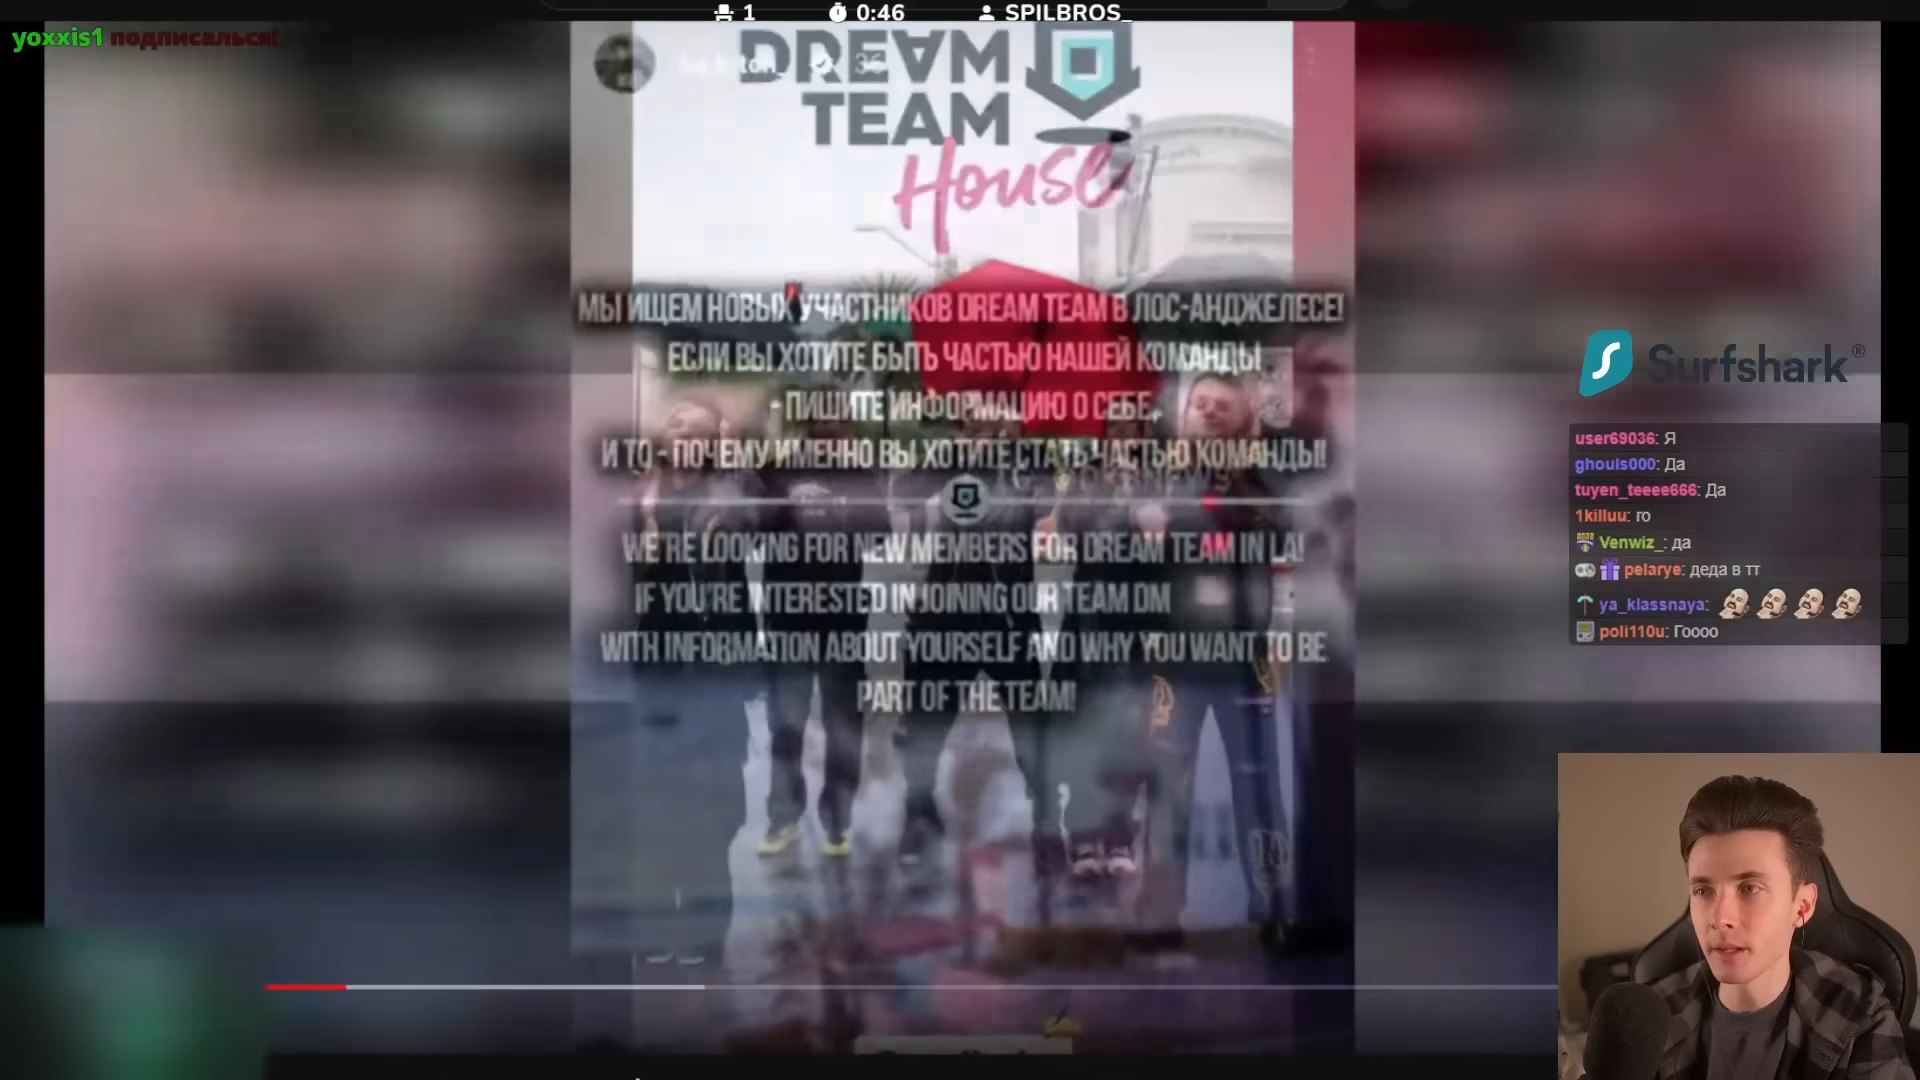 1 0:46 SPILBROS_
yoxxis1 подписалься!
DREAM
TEAM
House
МЫ ИЩЕМ НОВЫХ УЧАСТНИКОВ DREAM TEAM В ЛОС-АНДЖЕЛЕСЕ!
ЕСЛИ ВЫ ХОТИТЕ БЫТЬ ЧАСТЬЮ НАШЕЙ КОМАНДЫ
- ПИШИТЕ ИНФОРМАЦИЮ О СЕБЕ,
И ТО - ПОЧЕМУ ИМЕННО ВЫ ХОТИТЕ СТАТЬ ЧАСТЬЮ КОМАНДЫ!
WE'RE LOOKING FOR NEW MEMBERS FOR DREAM TEAM IN LA!
IF YOU'RE INTERESTED IN JOINING OUR TEAM DM
WITH INFORMATION ABOUT YOURSELF AND WHY YOU WANT TO BE
PART OF THE TEAM!
Surfshark®
user69036: Я
ghouls000: Да
tuyen_teeee666: Да
1killuu: го
Venwiz_: да
pelarye: деда в тт
ya_klassnaya:
poli110u: Гоооо